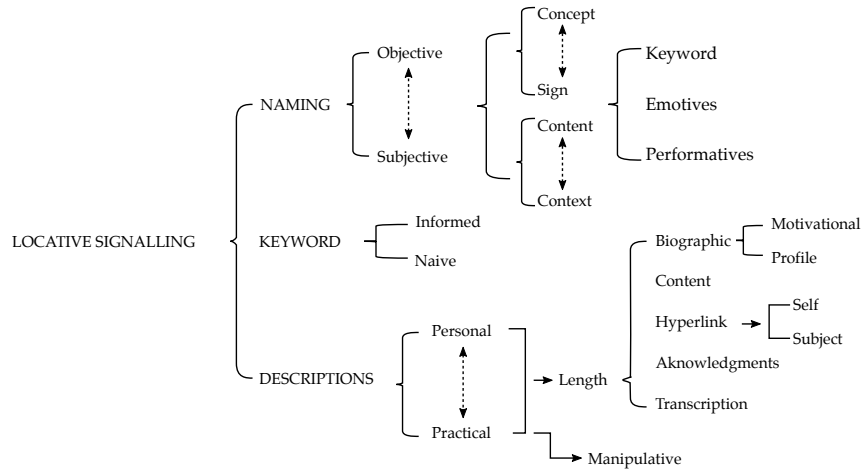 LOCATIVE SIGNALLING
NAMING
Objective
Subjective
Concept
Sign
Content
Context
Keyword
Emotives
Performatives
KEYWORD
Informed
Naive
DESCRIPTIONS
Personal
Practical
Length
Manipulative
Biographic
Motivational
Profile
Content
Hyperlink
Self
Subject
Aknowledgments
Transcription